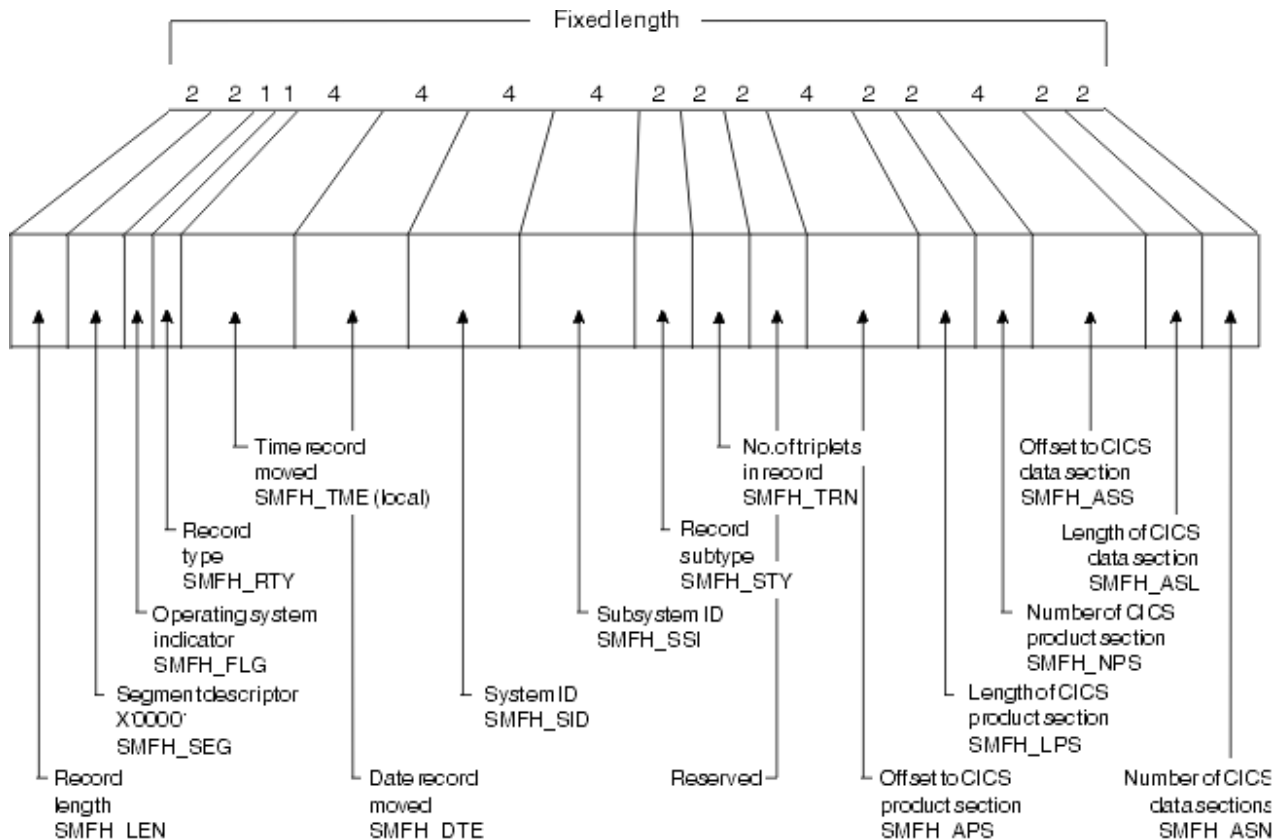 Fixed length
2 2 1 1 4 4 4 4 2 2 2 4 2 2 4 2 2
Time record
moved
SMFH_TME (local)
No. of triplets
in record
SMFH_TRN
Offset to CICS
data section
SMFH_ASS
Record
type
SMFH_RTY
Record
subtype
SMFH_STY
Length of CICS
data section
SMFH_ASL
Operating system
indicator
SMFH_FLG
Subsystem ID
SMFH_SSI
Number of CICS
product section
SMFH_NPS
Segment descriptor
X'0000'
SMFH_SEG
System ID
SMFH_SID
Length of CICS
product section
SMFH_LPS
Record
length
SMFH_LEN
Date record
moved
SMFH_DTE
Reserved
Offset to CICS
product section
SMFH_APS
Number of CICS
data sections
SMFH_ASN